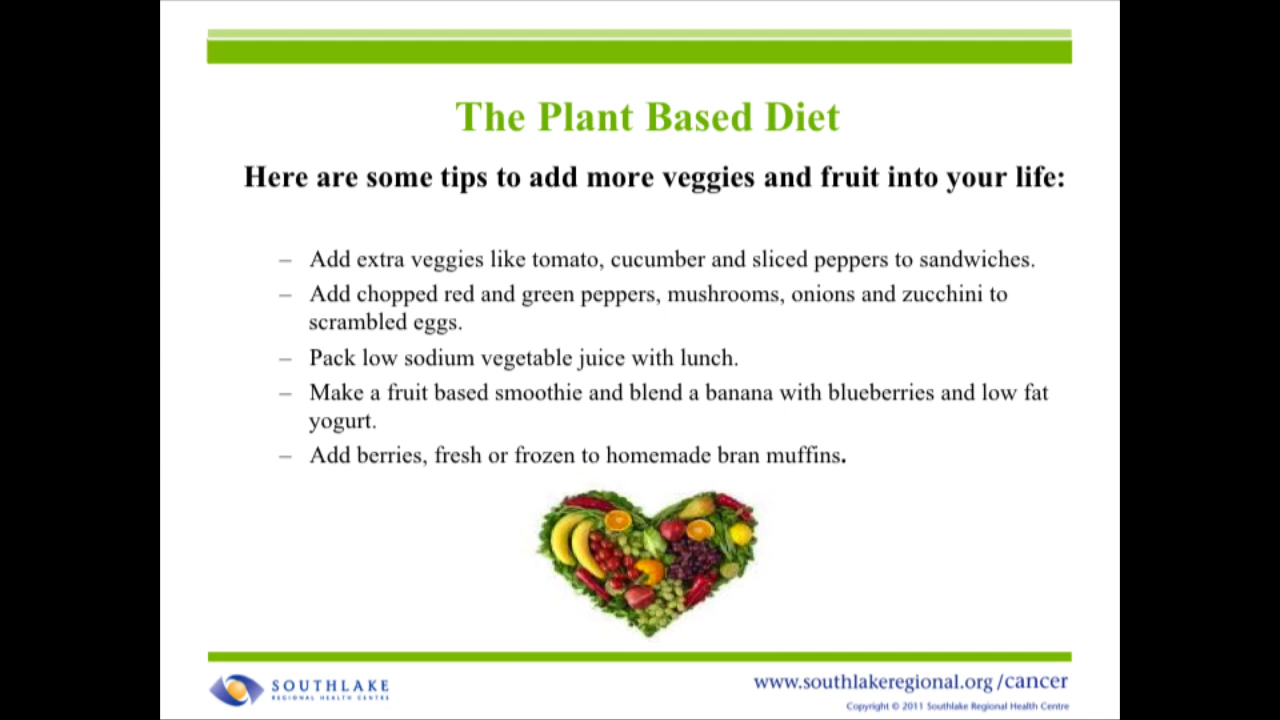 The Plant Based Diet
Here are some tips to add more veggies and fruit into your life:
– Add extra veggies like tomato, cucumber and sliced peppers to sandwiches.
– Add chopped red and green peppers, mushrooms, onions and zucchini to
scrambled eggs.
– Pack low sodium vegetable juice with lunch.
– Make a fruit based smoothie and blend a banana with blueberries and low fat
yogurt.
– Add berries, fresh or frozen to homemade bran muffins.
SOUTHLAKE
REGIONAL HEALTH CENTRE
www.southlakeregional.org/cancer
Copyright © 2011 Southlake Regional Health Centre